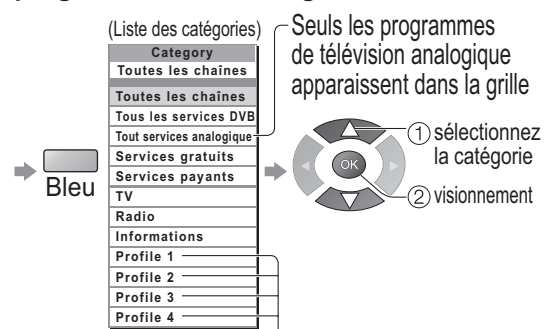 (Liste des catégories)
Category
Toutes les chaînes
Toutes les chaînes
Tous les services DVB
Tout services analogique
Services gratuits
Services payants
TV
Radio
Informations
Profile 1
Profile 2
Profile 3
Profile 4
Bleu
Seuls les programmes
de télévision analogique
apparaissent dans la grille
OK
① sélectionnez
la catégorie
② visionnement